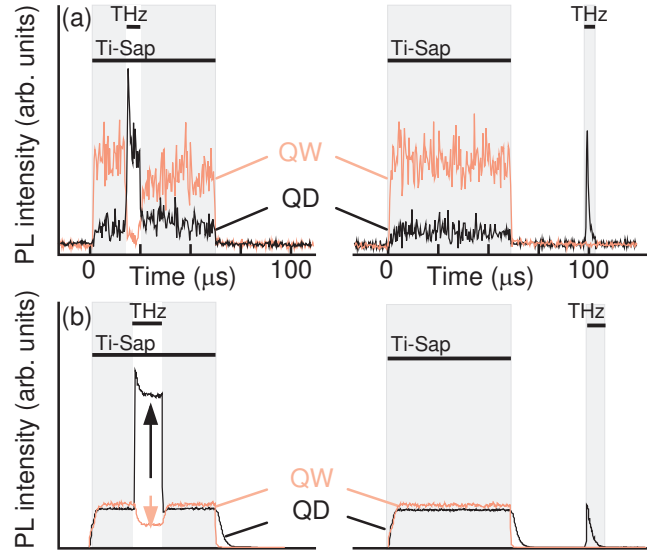 (a) THz THz
Ti-Sap Ti-Sap
PL intensity (arb. units)
QW
QD
0 Time (μs) 100 0 Time (μs) 100
(b) THz THz
Ti-Sap Ti-Sap
PL intensity (arb. units)
QW
QD